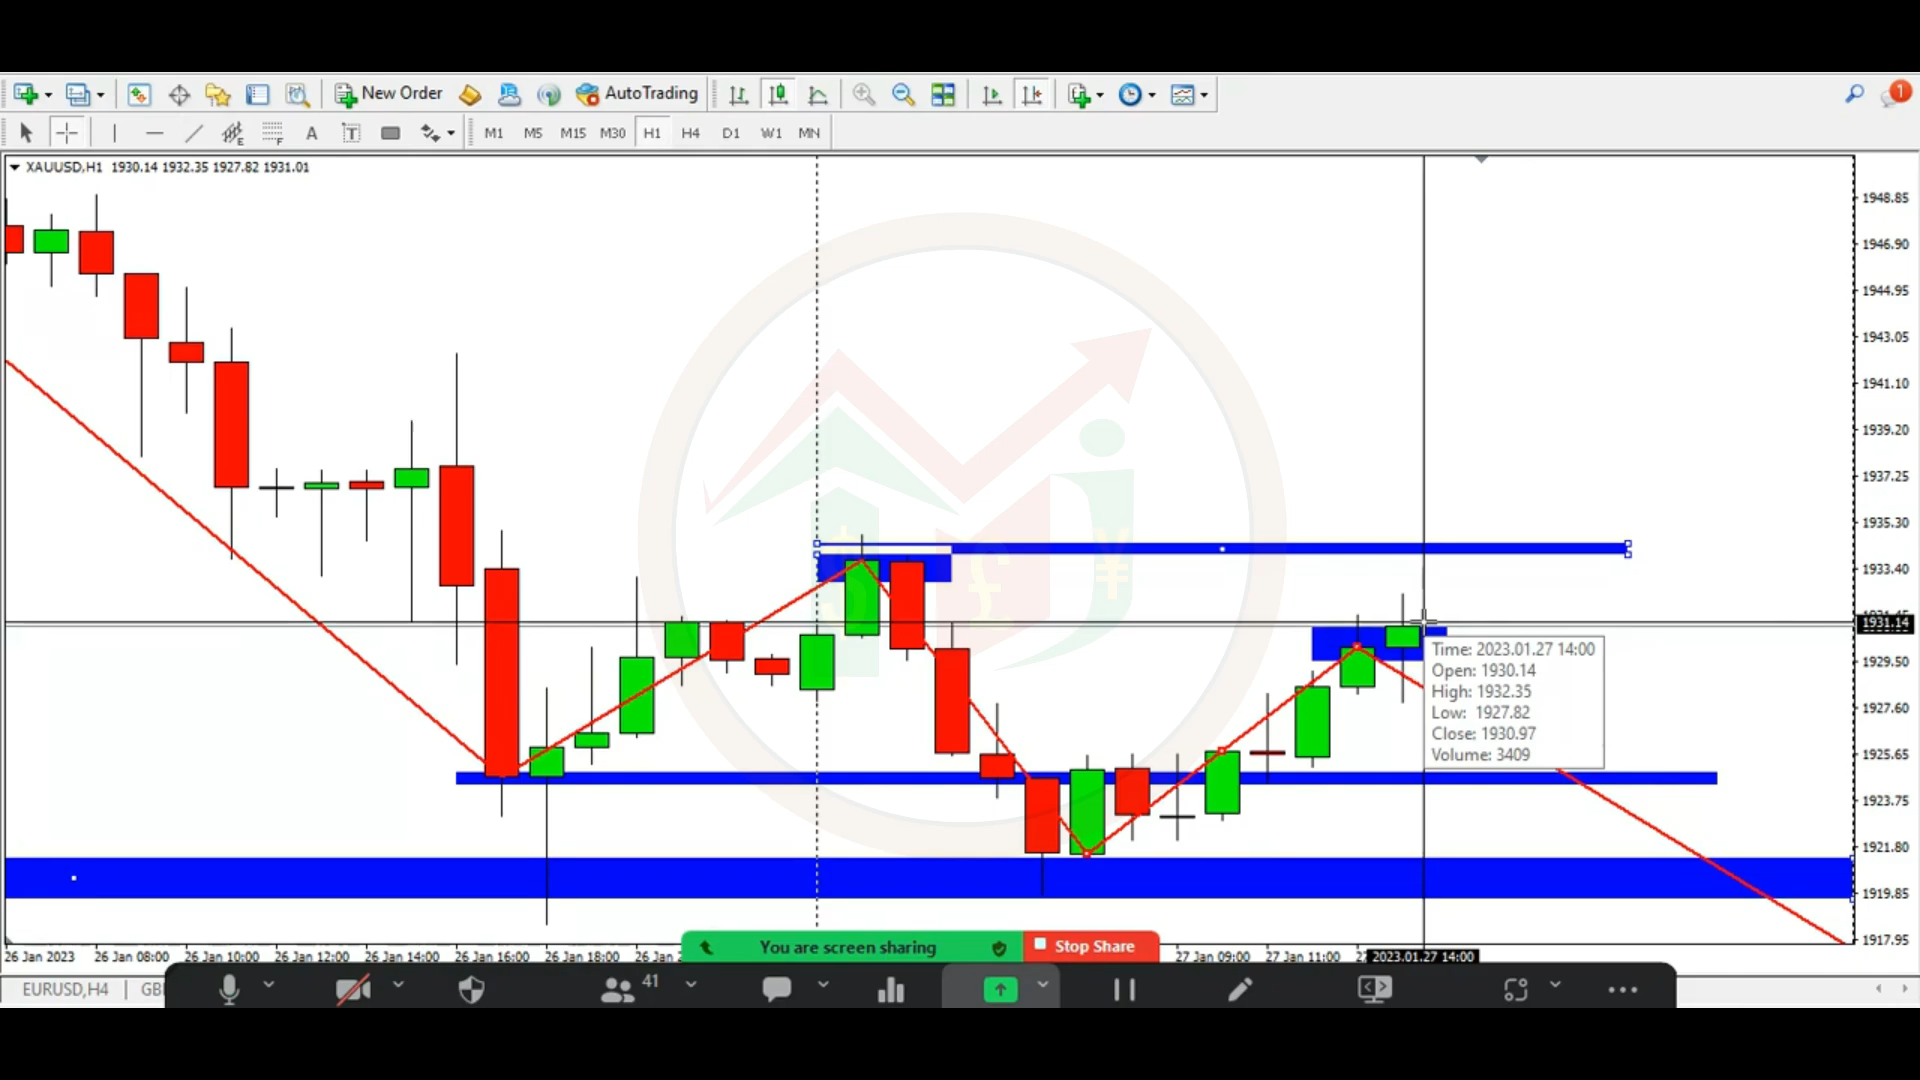 New Order
AutoTrading
1
E
F
A
T
M1 M5 M15 M30 H1 H4 D1 W1 MN
XAUUSD,H1 1930.14 1932.35 1927.82 1931.01
1948.85
1946.90
1944.95
1943.05
1941.10
1939.20
1937.25
1935.30
1933.40
1931.14
1929.50
1927.60
1925.65
1923.75
1921.80
1919.85
1917.95
$ £ ¥
Time: 2023.01.27 14:00
Open: 1930.14
High: 1932.35
Low: 1927.82
Close: 1930.97
Volume: 3409
You are screen sharing
Stop Share
26 Jan 2023 26 Jan 08:00 26 Jan 10:00 26 Jan 12:00 26 Jan 14:00 26 Jan 16:00 26 Jan 18:00 26 Jan 27 Jan 09:00 27 Jan 11:00 2023.01.27 14:00
EURUSD,H4 GB
41